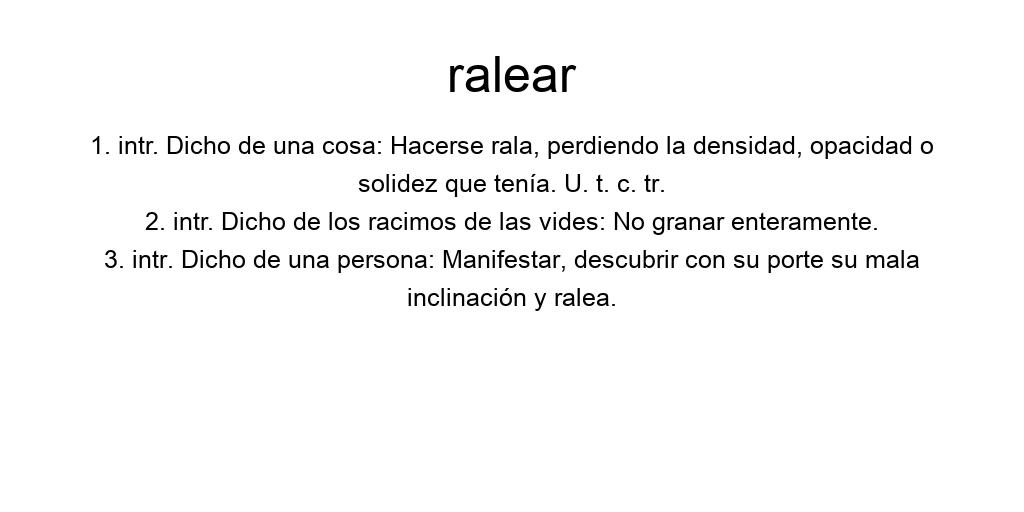 ralear
1. intr. Dicho de una cosa: Hacerse rala, perdiendo la densidad, opacidad o
solidez que tenía. U. t. c. tr.
2. intr. Dicho de los racimos de las vides: No granar enteramente.
3. intr. Dicho de una persona: Manifestar, descubrir con su porte su mala
inclinación y ralea.